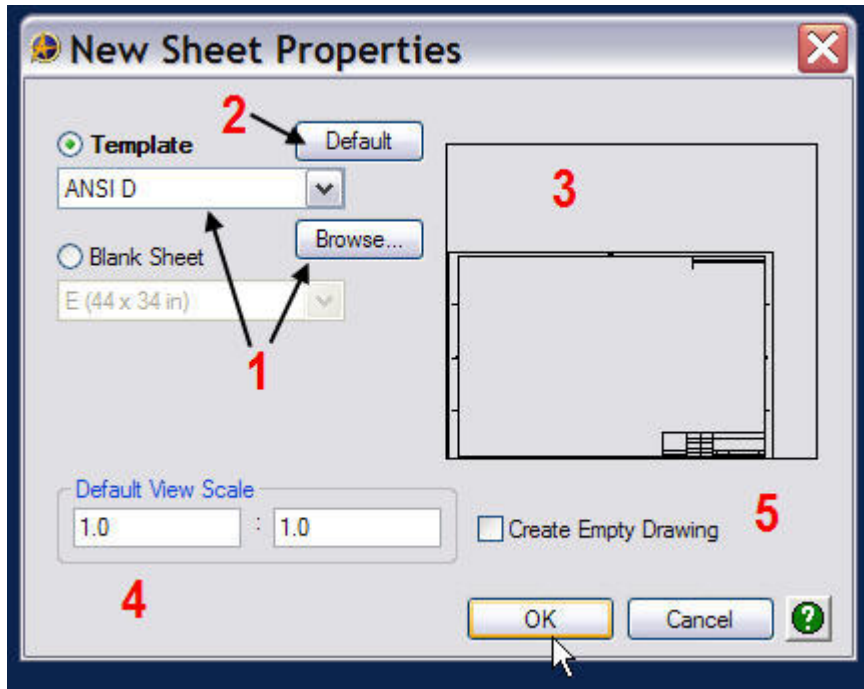 New Sheet Properties
2
Template
Default
ANSI D
3
Browse...
Blank Sheet
E (44 x 34 in)
1
Default View Scale
1.0 : 1.0
Create Empty Drawing
5
4
OK
Cancel
?